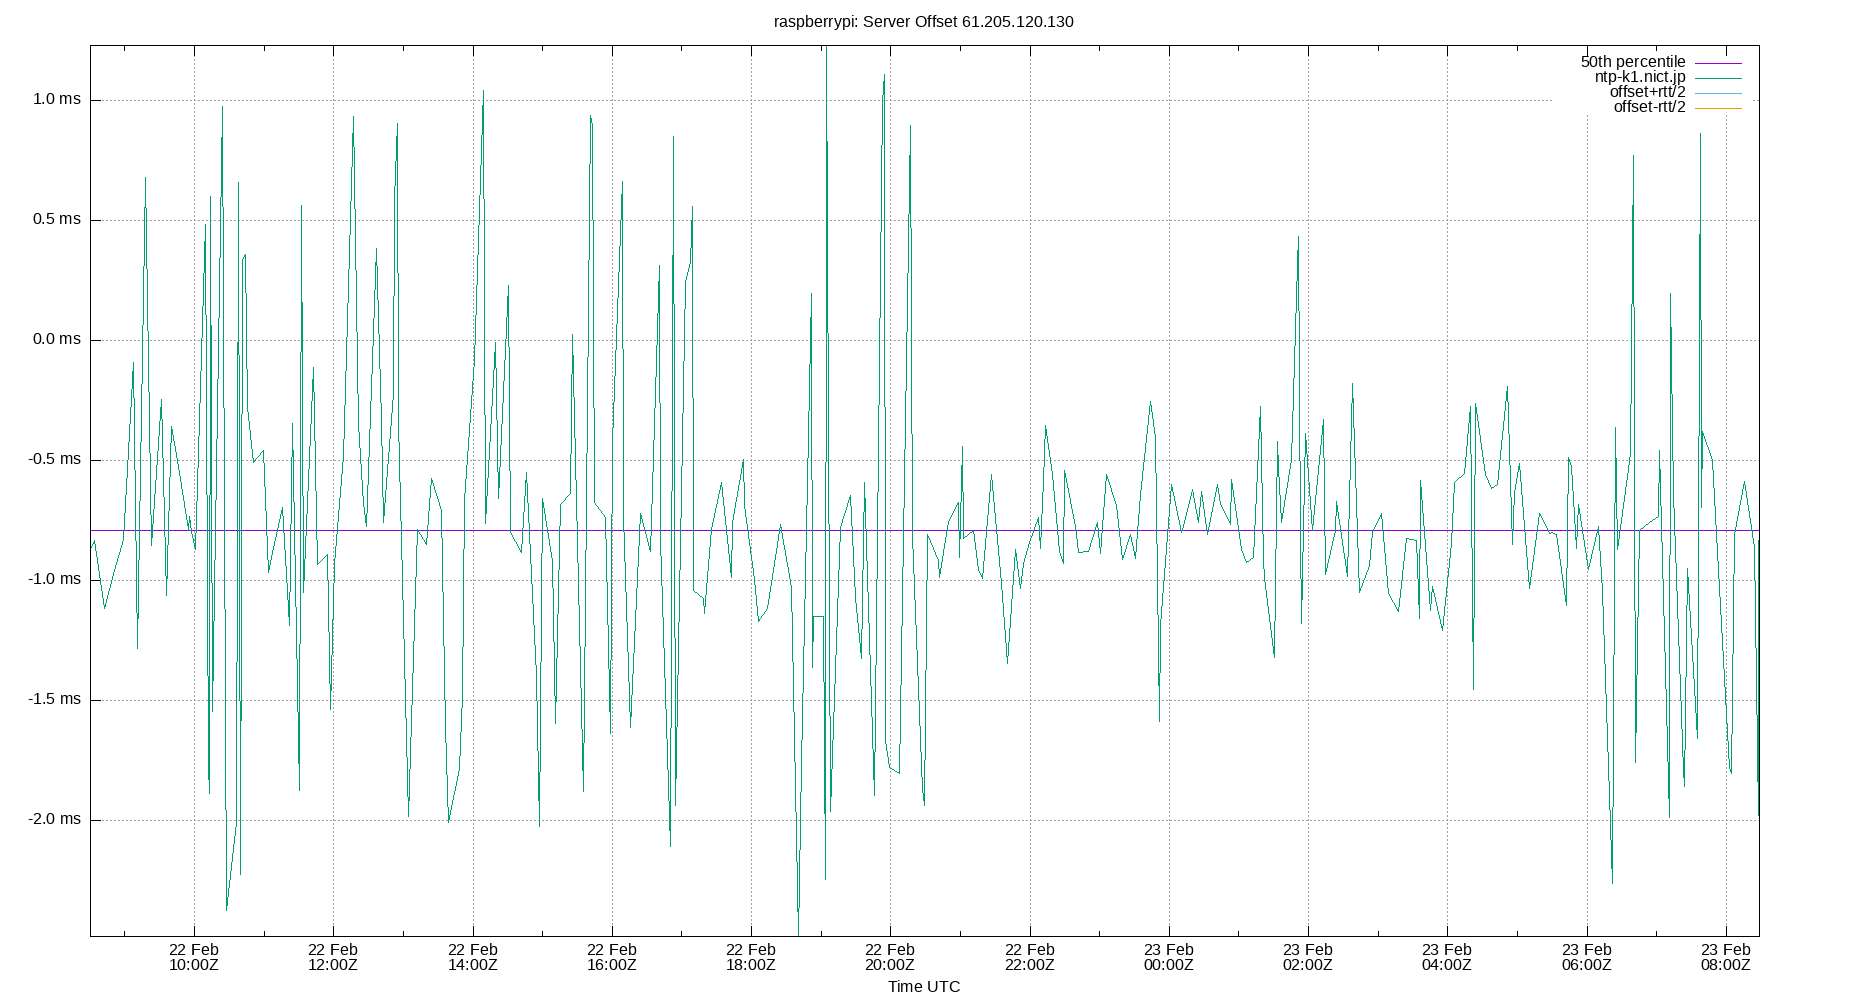 raspberrypi: Server Offset 61.205.120.130
50th percentile
ntp-k1.nict.jp
offset+rtt/2
offset-rtt/2
1.0 ms
0.5 ms
0.0 ms
-0.5 ms
-1.0 ms
-1.5 ms
-2.0 ms
22 Feb 22 Feb 22 Feb 22 Feb 22 Feb 22 Feb 22 Feb 23 Feb 23 Feb 23 Feb 23 Feb 23 Feb
10:00Z 12:00Z 14:00Z 16:00Z 18:00Z 20:00Z 22:00Z 00:00Z 02:00Z 04:00Z 06:00Z 08:00Z
Time UTC